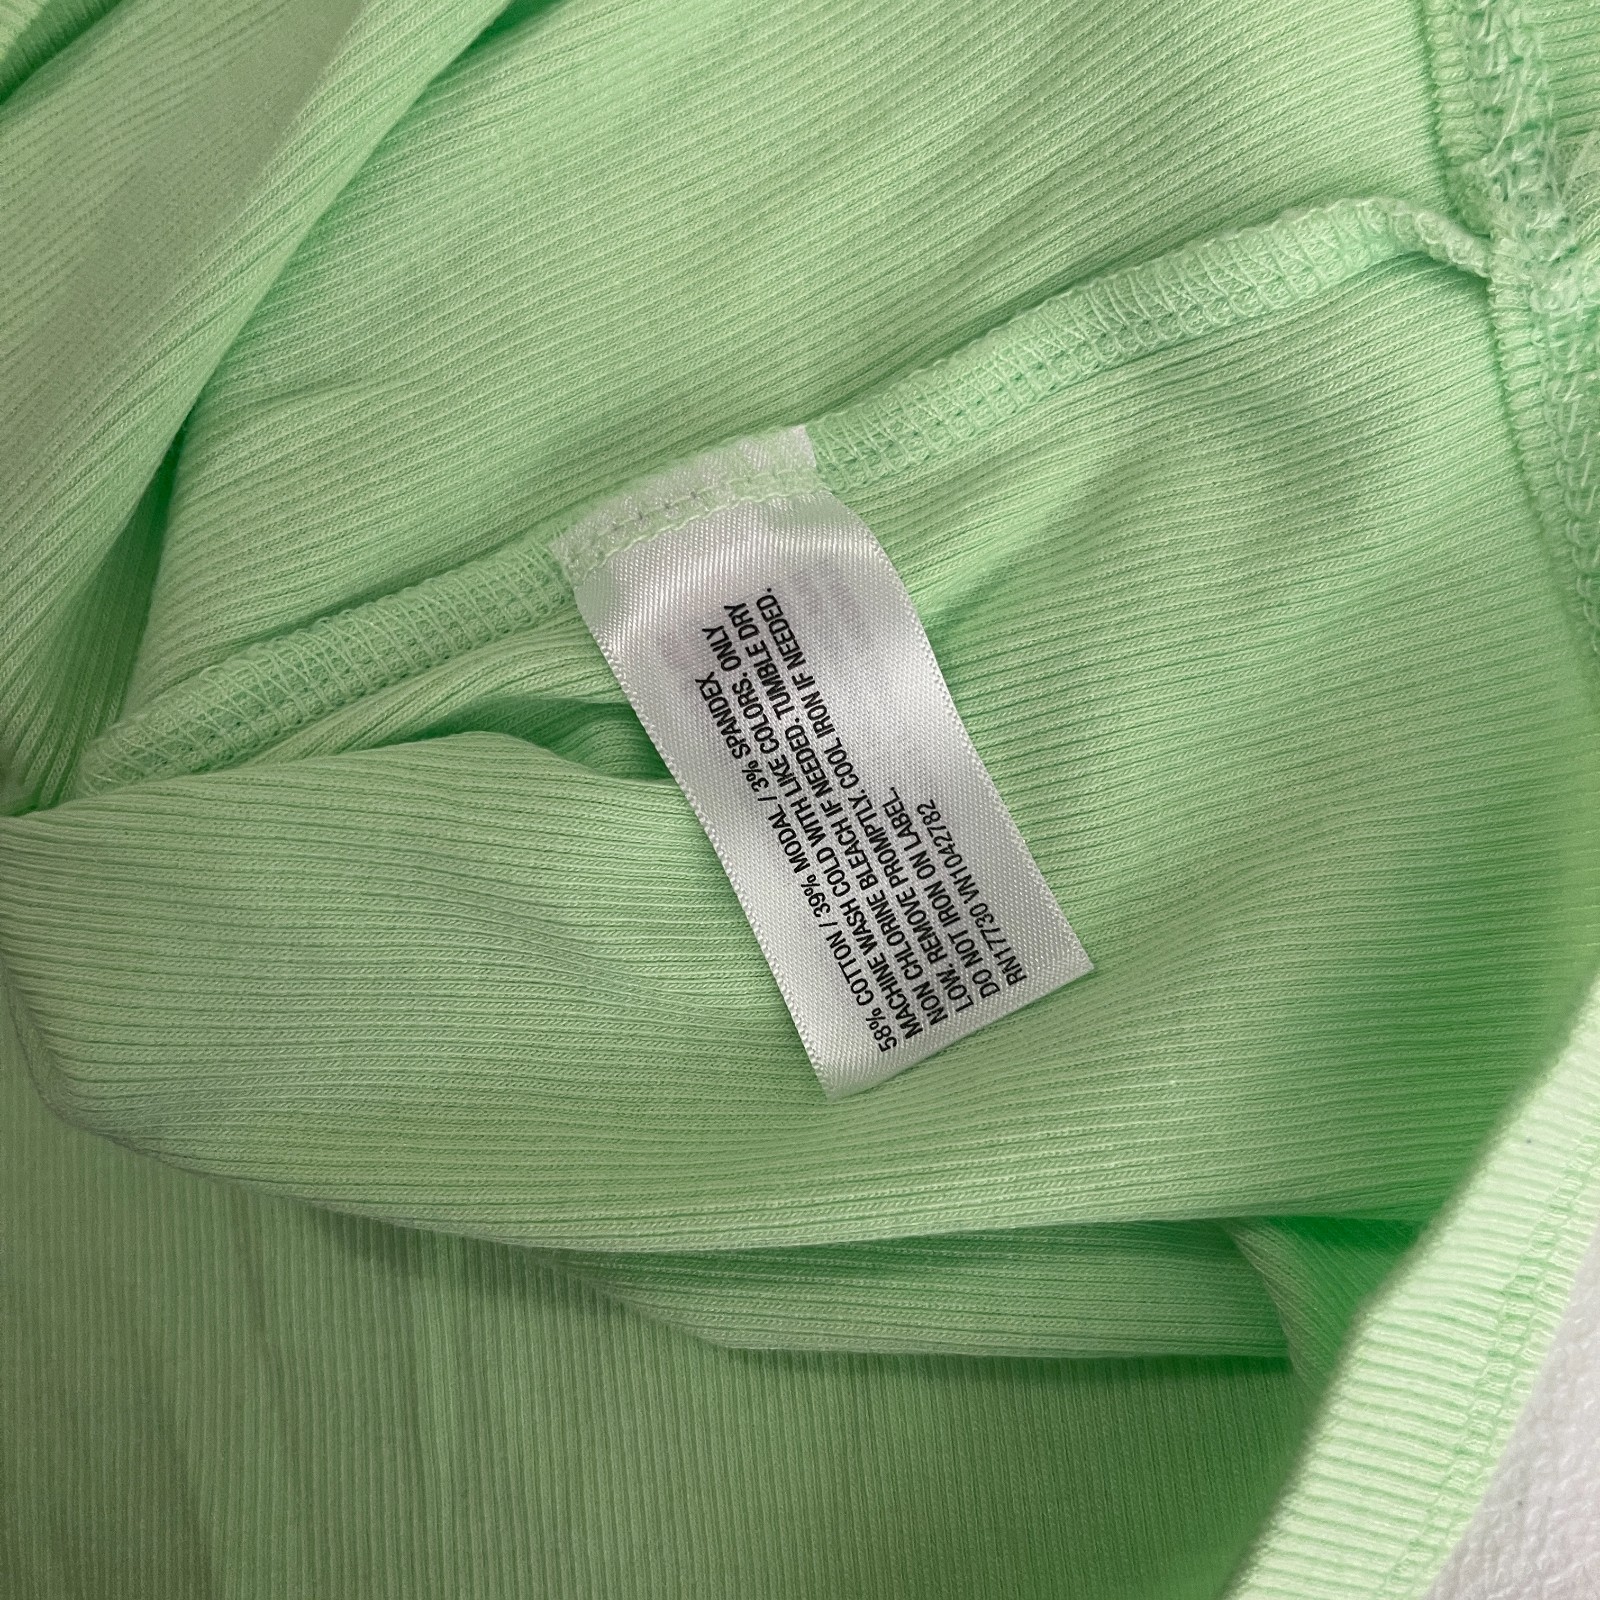 58% COTTON / 39% MODAL / 3% SPANDEX
MACHINE WASH COLD WITH LIKE COLORS. ONLY
NON CHLORINE BLEACH IF NEEDED. TUMBLE DRY
LOW. REMOVE PROMPTLY. COOL IRON IF NEEDED.
DO NOT IRON ON LABEL.
RN17730 VN1042782